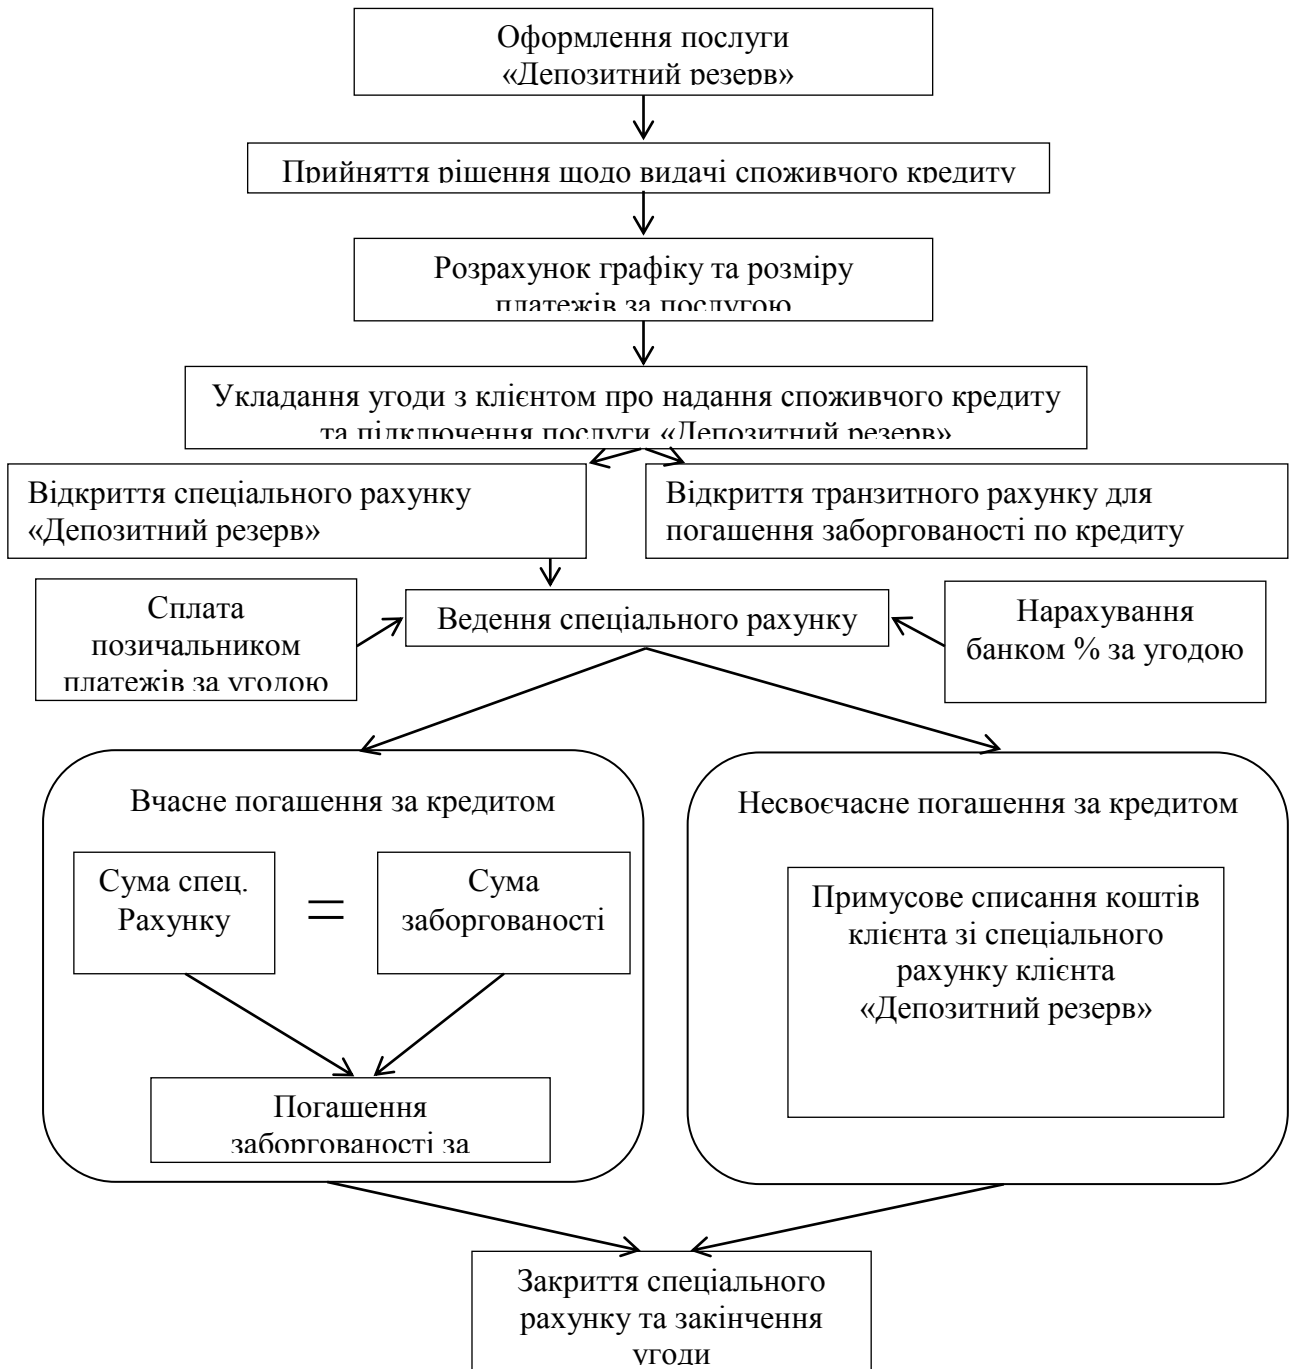 Оформлення послуги
«Депозитний резерв»
Прийняття рішення щодо видачі споживчого кредиту
Розрахунок графіку та розміру
платежів за послугою
Укладання угоди з клієнтом про надання споживчого кредиту
та підключення послуги «Депозитний резерв»
Відкриття спеціального рахунку
«Депозитний резерв»
Відкриття транзитного рахунку для
погашення заборгованості по кредиту
Сплата
позичальником
платежів за угодою
Ведення спеціального рахунку
Нарахування
банком % за угодою
Вчасне погашення за кредитом
Сума спец.
Рахунку
=
Сума
заборгованості
Погашення
заборгованості за
Несвоєчасне погашення за кредитом
Примусове списання коштів
клієнта зі спеціального
рахунку клієнта
«Депозитний резерв»
Закриття спеціального
рахунку та закінчення
угоди